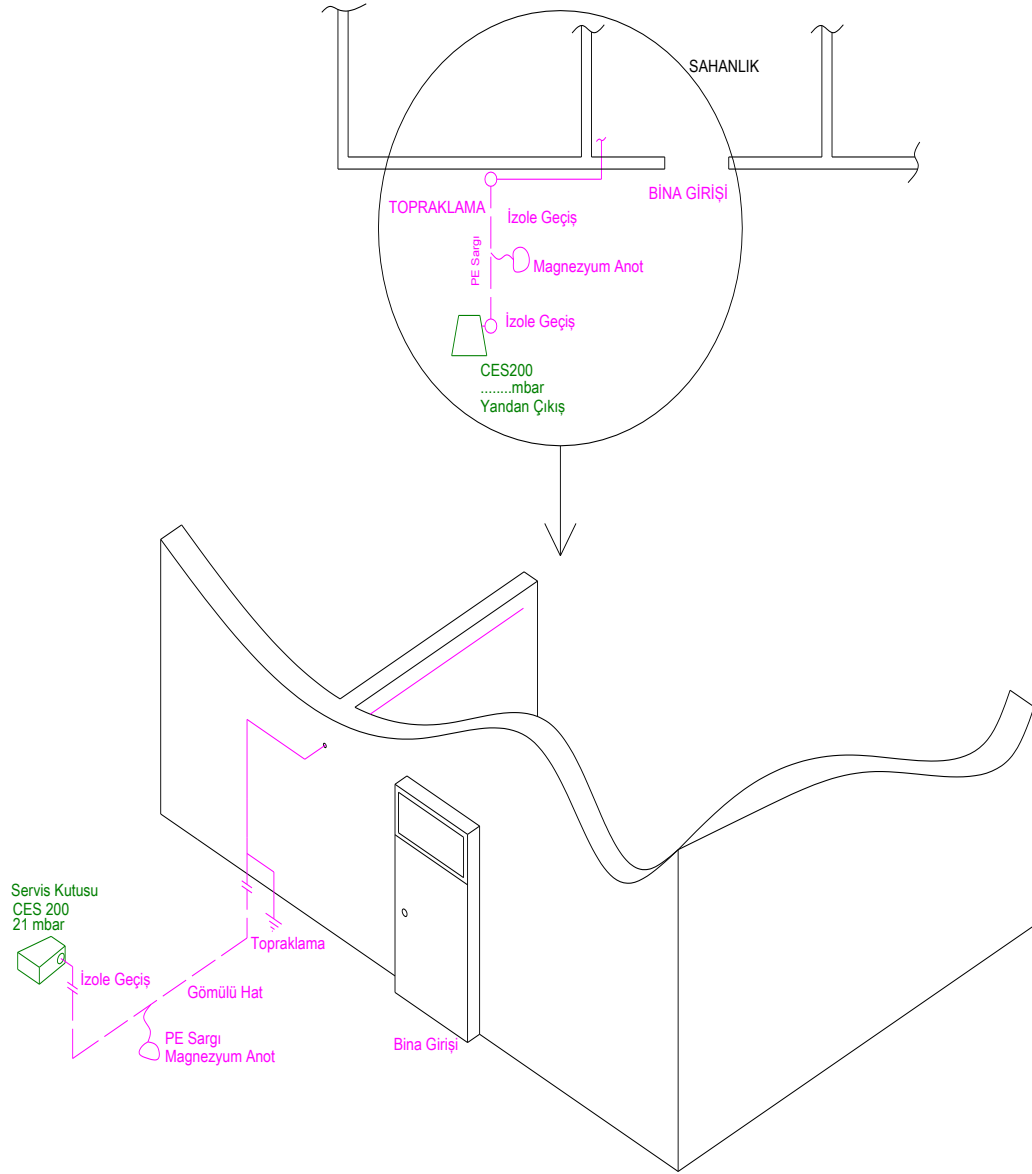 SAHANLIK
BİNA GİRİŞİ
TOPRAKLAMA
İzole Geçiş
PE Sargı
Magnezyum Anot
İzole Geçiş
CES200
........mbar
Yandan Çıkış
Servis Kutusu
CES 200
21 mbar
Topraklama
İzole Geçiş
Gömülü Hat
PE Sargı
Magnezyum Anot
Bina Girişi